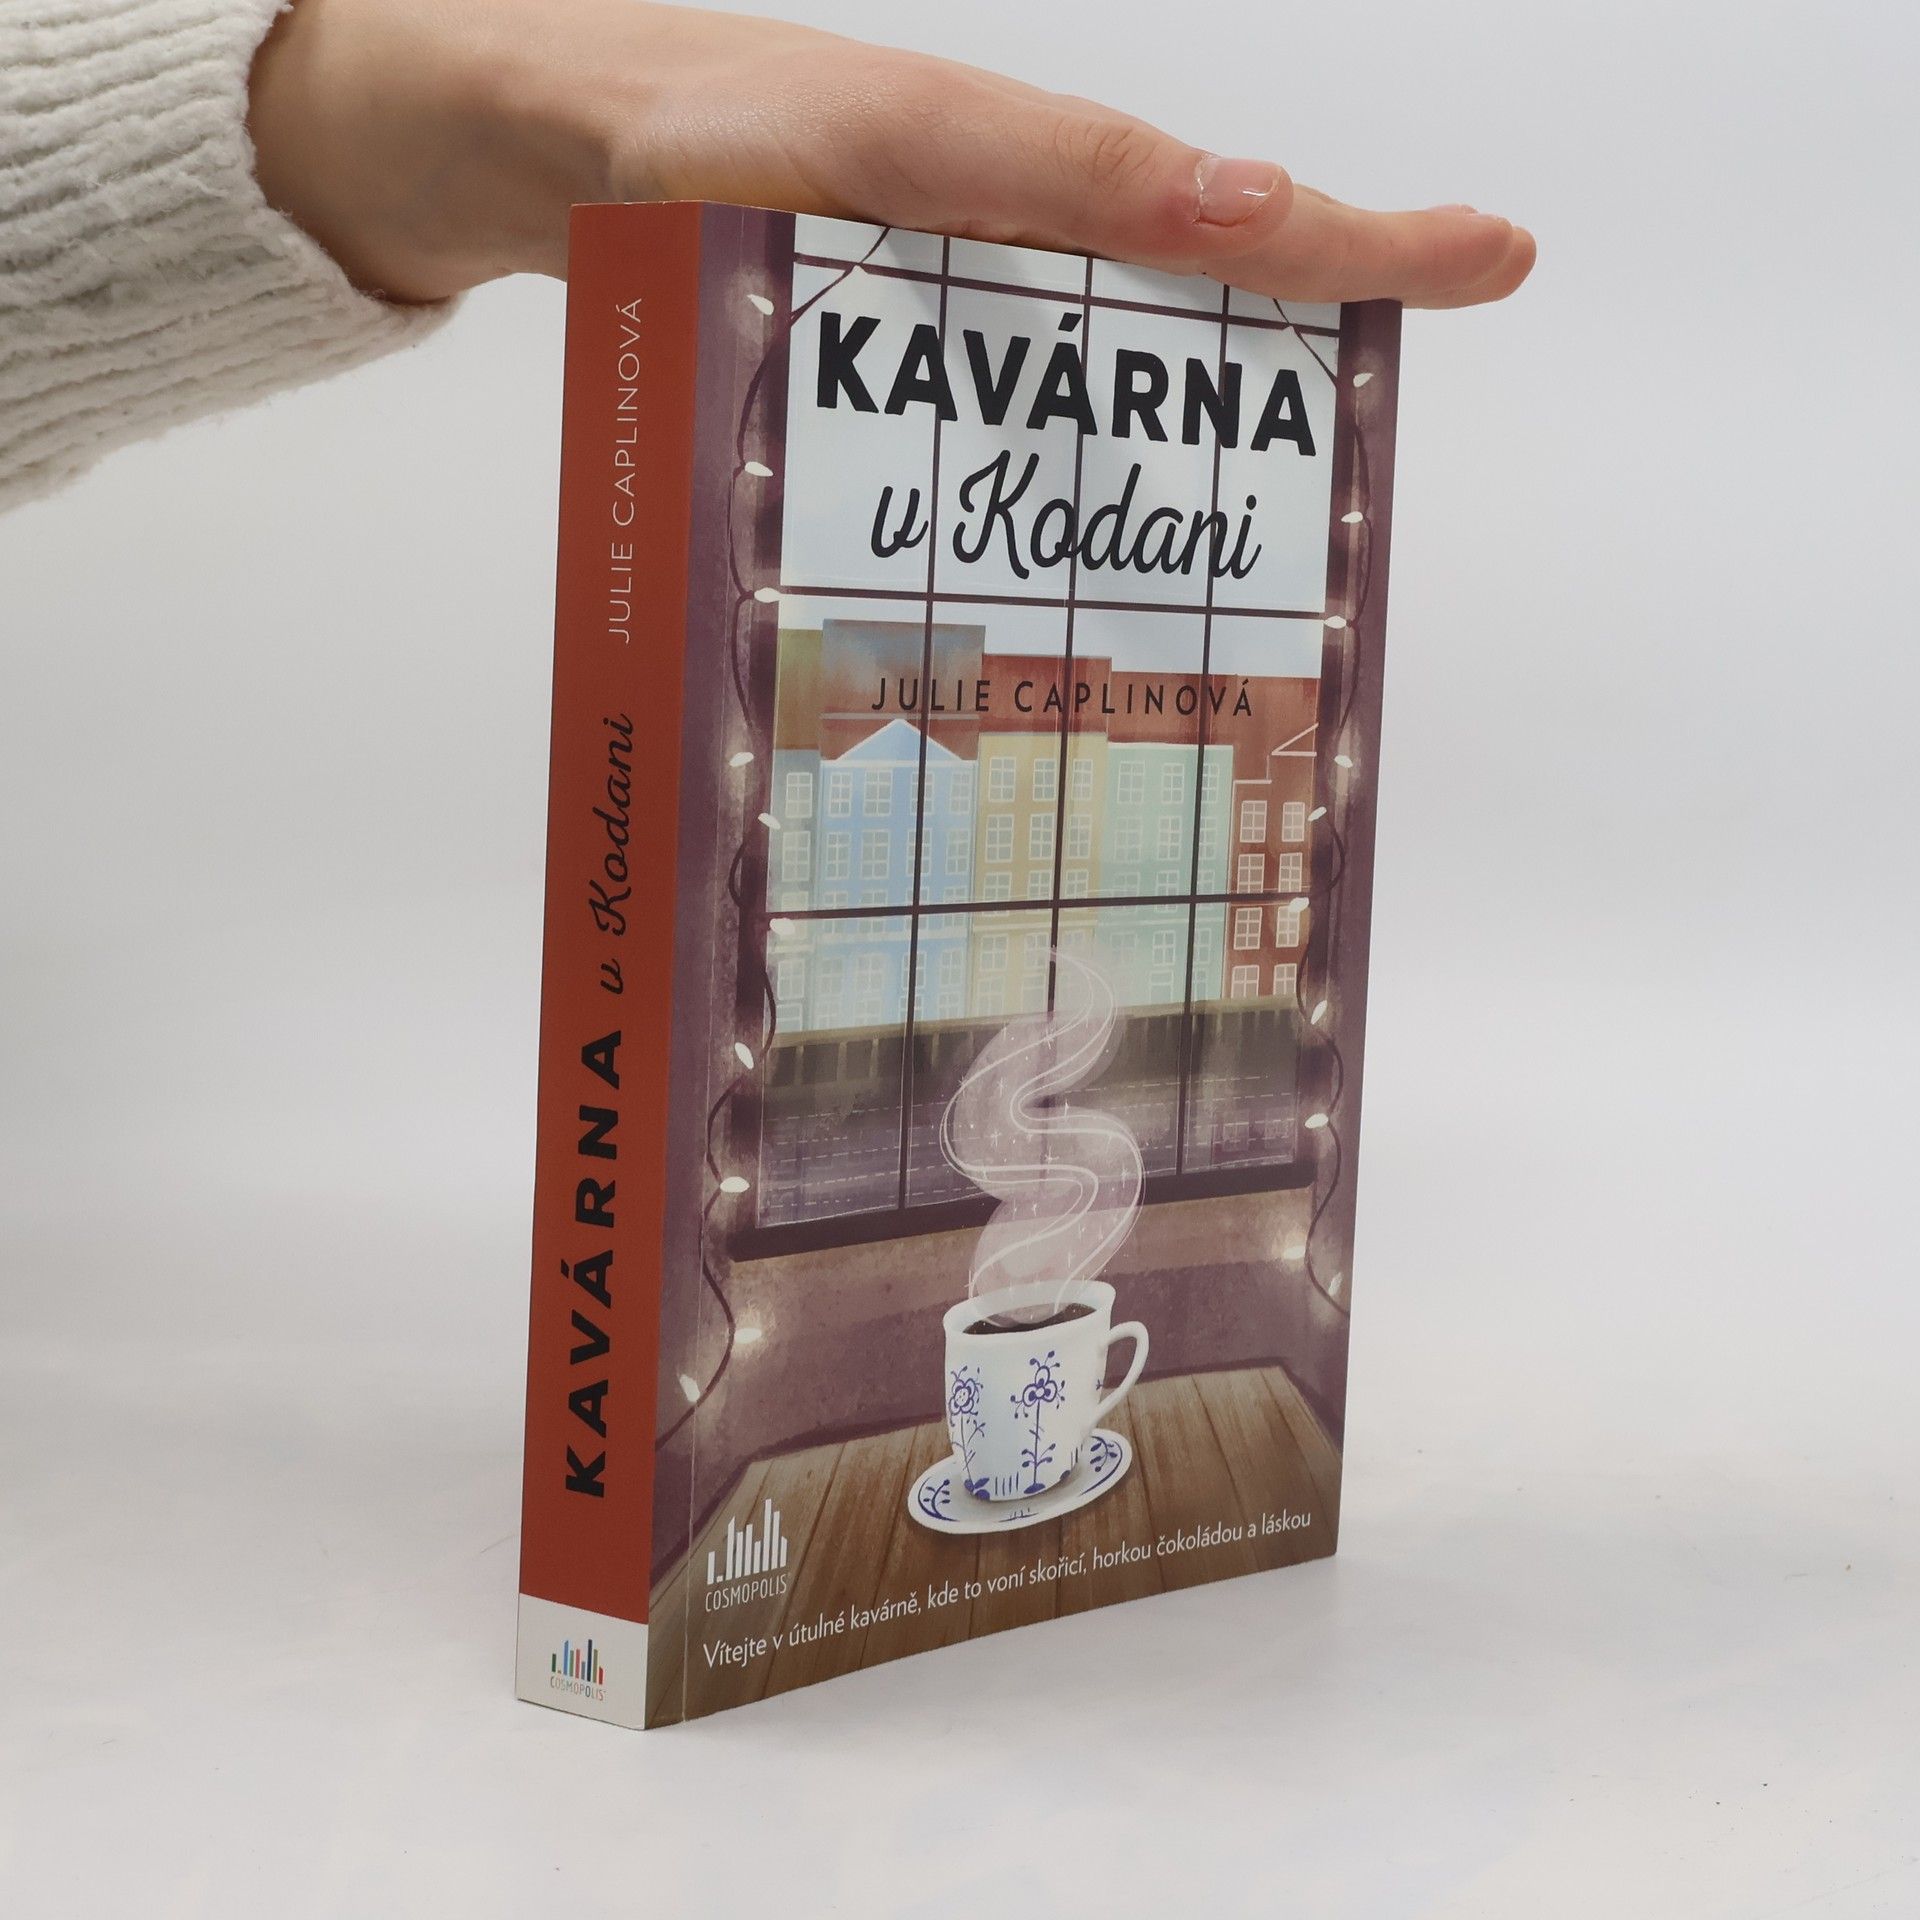 KAVÁRNA v Kodani JULIE CAPLINOVÁ
COSMOPOLIS
KAVÁRNA
v Kodani
JULIE CAPLINOVÁ
COSMOPOLIS
Vítejte v útulné kavárně, kde to voní skořicí, horkou čokoládou a láskou